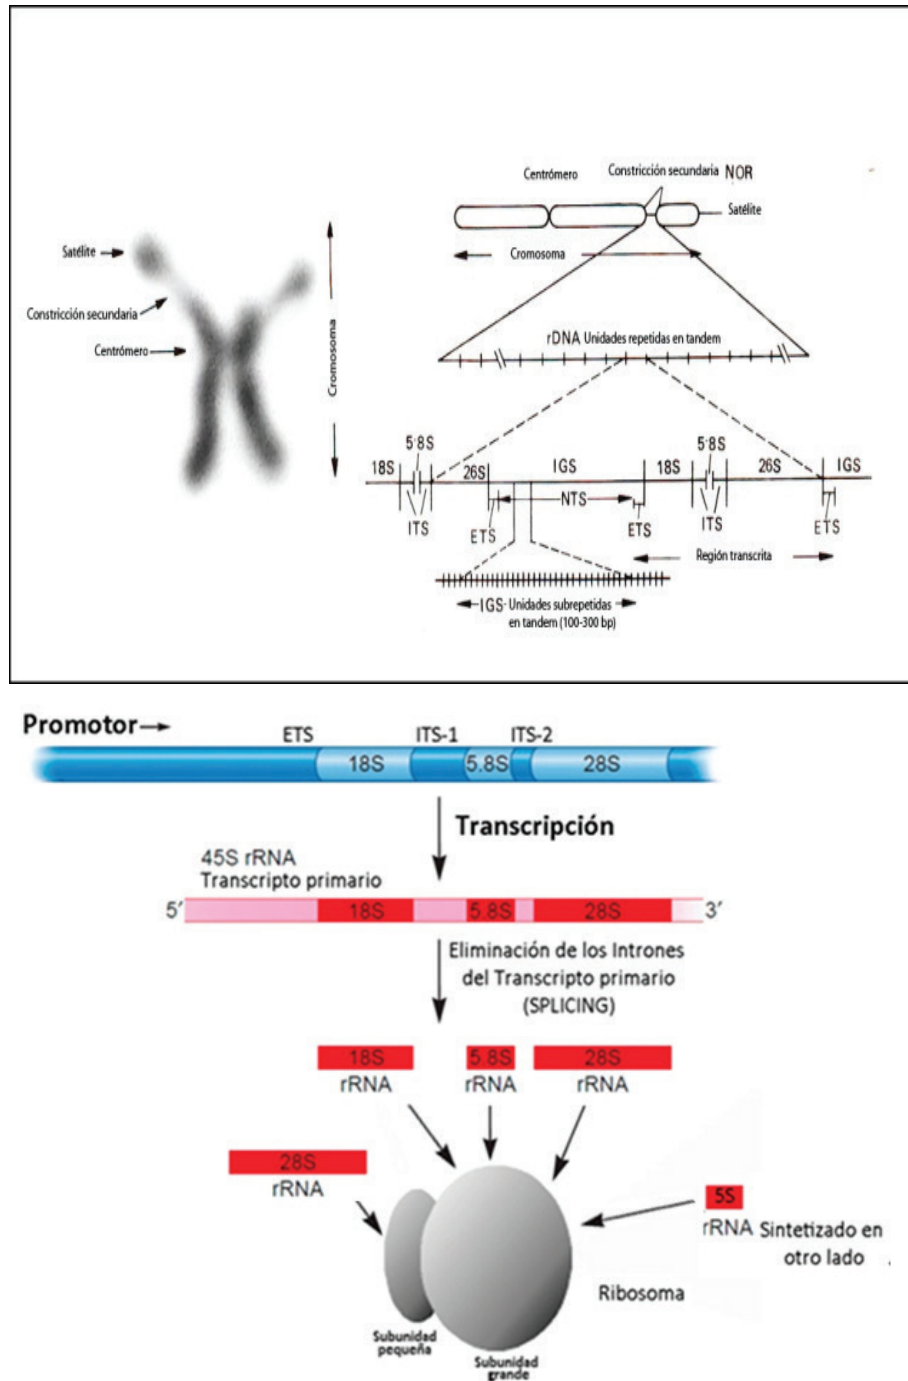 Satélite
Constricción secundaria
Centrómero
Cromosoma
Centrómero
Constricción secundaria NOR
Satélite
Cromosoma
rDNA Unidades repetidas en tandem
18S
5·8S
26S
IGS
18S
5·8S
26S
IGS
ITS
ETS
NTS
ETS
ITS
ETS
Región transcrita
IGS- Unidades subrepetidas
en tandem (100-300 bp)
Promotor
ETS
ITS-1
ITS-2
18S
5.8S
28S
Transcripción
45S rRNA
Transcripto primario
5′
18S
5.8S
28S
3′
Eliminación de los Intrones
del Transcripto primario
(SPLICING)
18S
rRNA
5.8S
rRNA
28S
rRNA
28S
rRNA
5S
rRNA
Sintetizado en
otro lado
Ribosoma
Subunidad
pequeña
Subunidad
grande